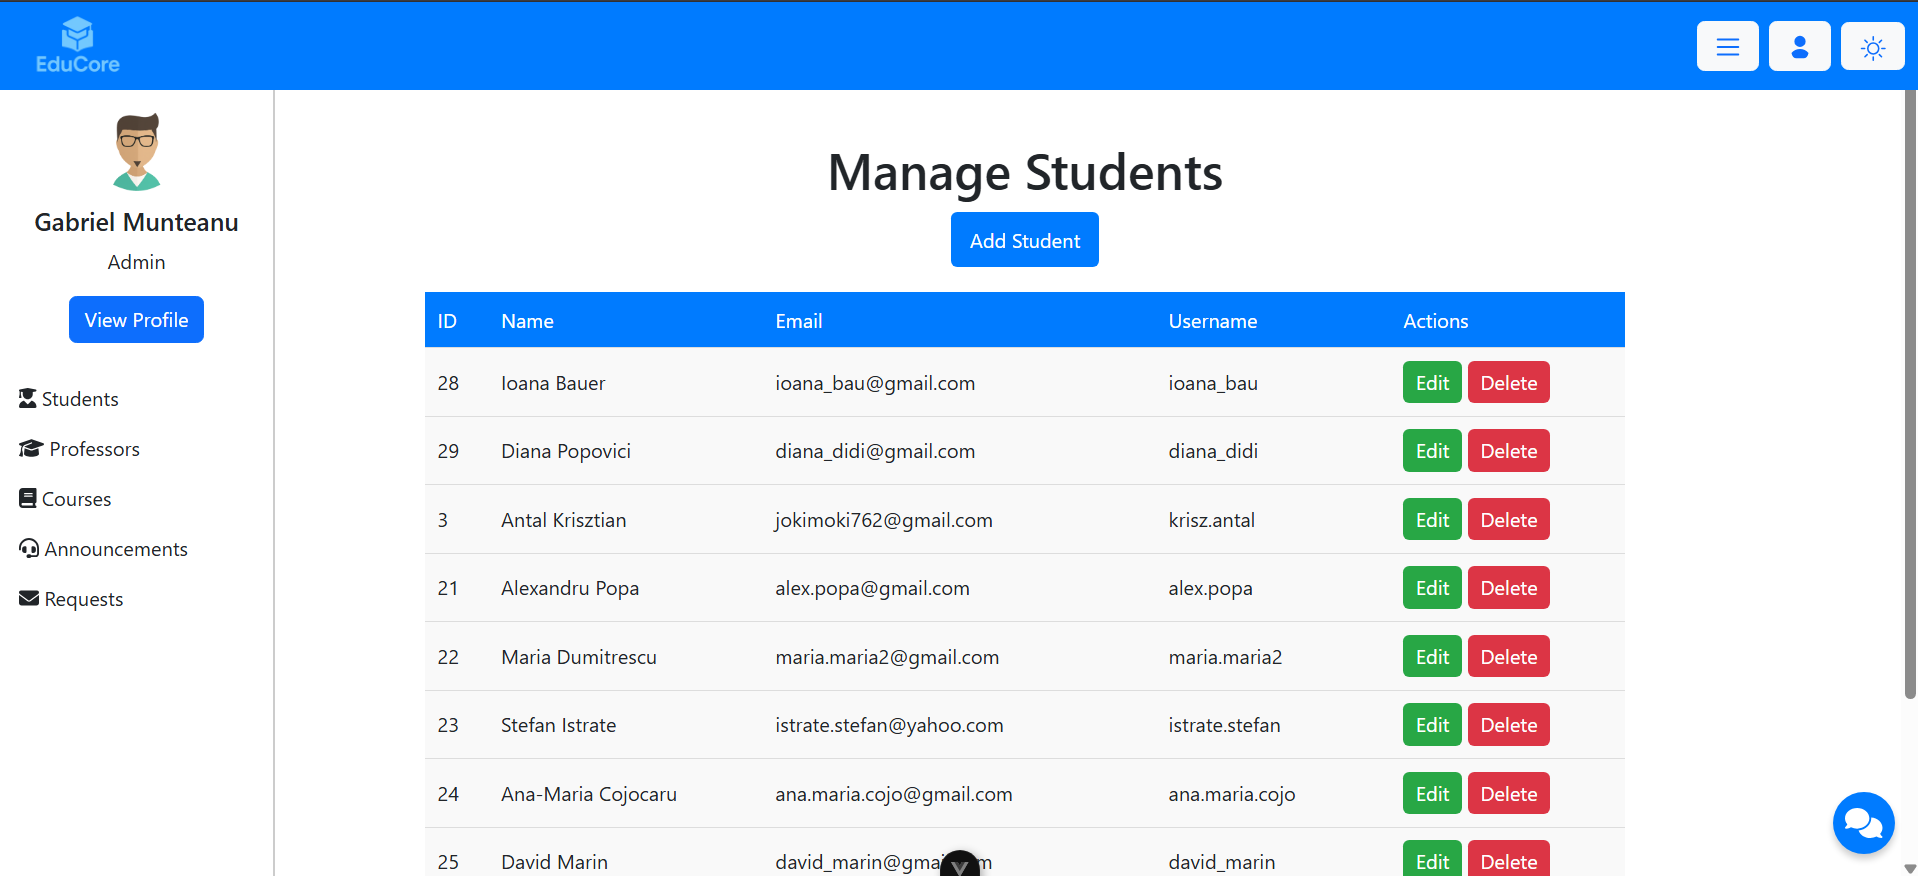 EduCore
Gabriel Munteanu
Admin
View Profile
Students
Professors
Courses
Announcements
Requests
Manage Students
Add Student
ID Name Email Username Actions
28 Ioana Bauer ioana_bau@gmail.com ioana_bau Edit Delete
29 Diana Popovici diana_didi@gmail.com diana_didi Edit Delete
3 Antal Krisztian jokimoki762@gmail.com krisz.antal Edit Delete
21 Alexandru Popa alex.popa@gmail.com alex.popa Edit Delete
22 Maria Dumitrescu maria.maria2@gmail.com maria.maria2 Edit Delete
23 Stefan Istrate istrate.stefan@yahoo.com istrate.stefan Edit Delete
24 Ana-Maria Cojocaru ana.maria.cojo@gmail.com ana.maria.cojo Edit Delete
25 David Marin david_marin Edit Delete